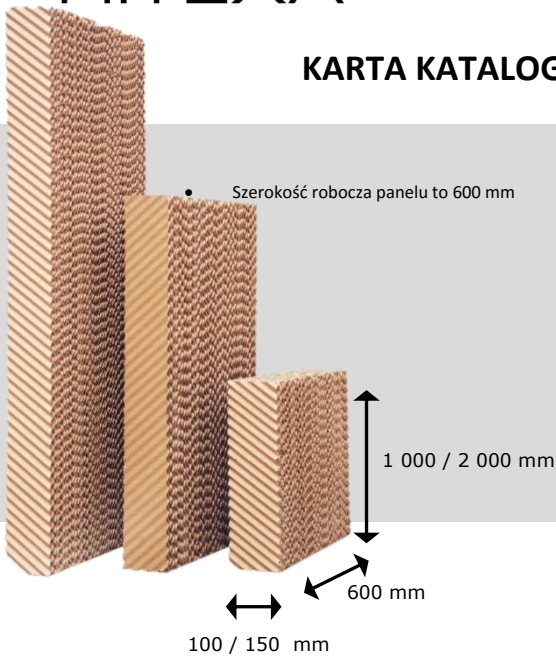 KARTA KATALOG
• Szerokość robocza panelu to 600 mm
1 000 / 2 000 mm
600 mm
100 / 150 mm